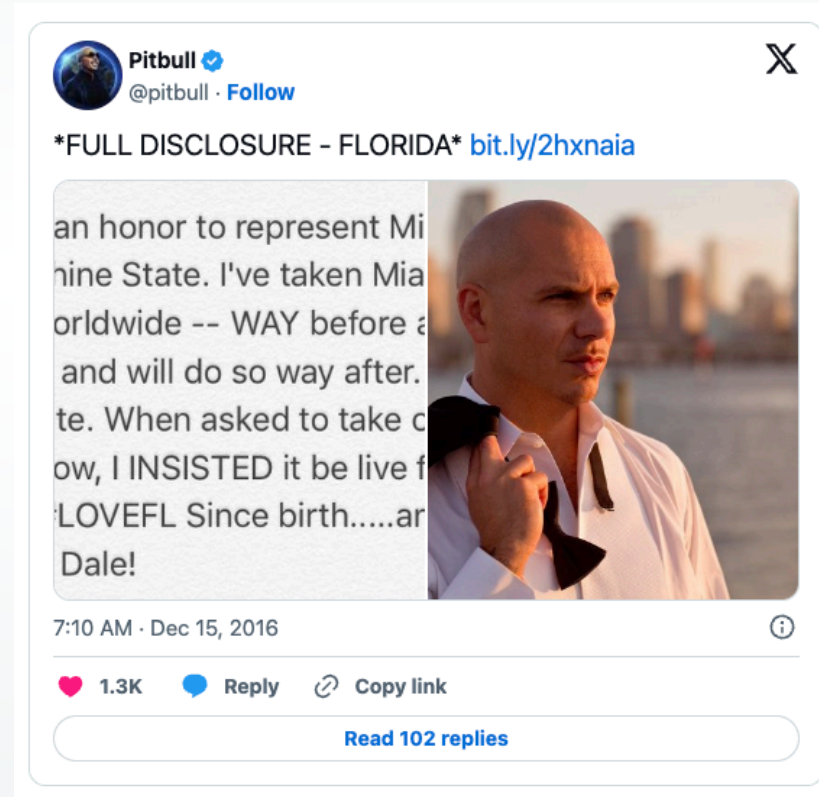 Pitbull
@pitbull · Follow
*FULL DISCLOSURE - FLORIDA* bit.ly/2hxnaia
an honor to represent Mi
hine State. I've taken Mia
orldwide -- WAY before a
and will do so way after.
te. When asked to take c
ow, I INSISTED it be live f
LOVEFL Since birth.....ar
Dale!
7:10 AM · Dec 15, 2016
1.3K Reply Copy link
Read 102 replies